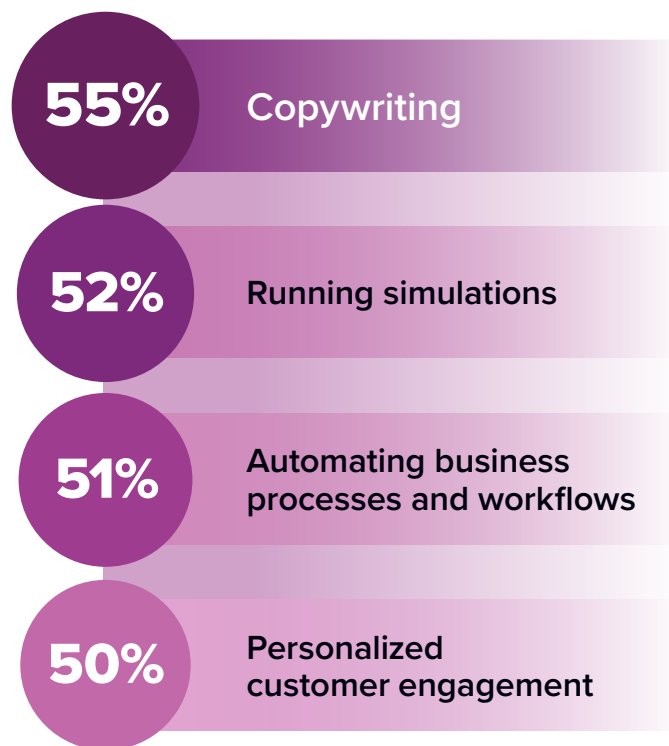 55%
Copywriting
52%
Running simulations
51%
Automating business
processes and workflows
50%
Personalized
customer engagement